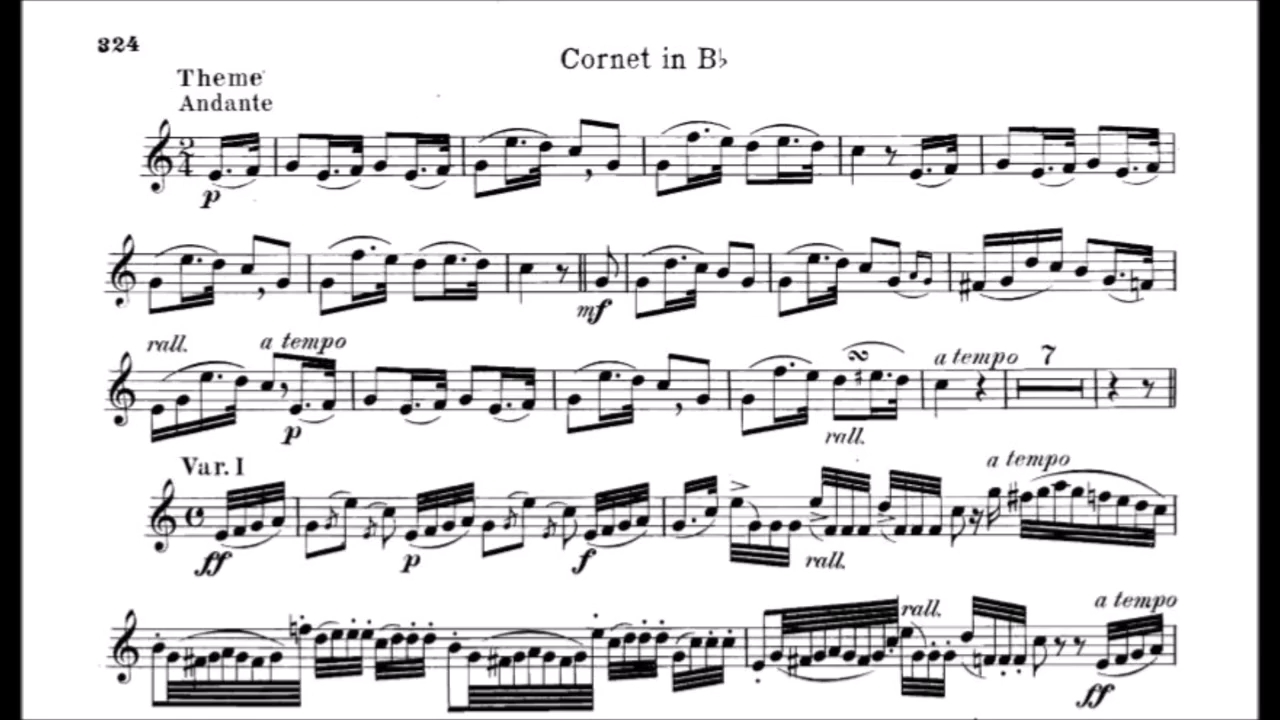 324
Cornet in B♭
Theme
Andante
p
mf
rall. a tempo
p
rall.
a tempo 7
Var. I
a tempo
ff p f rall.
rall.
a tempo
ff